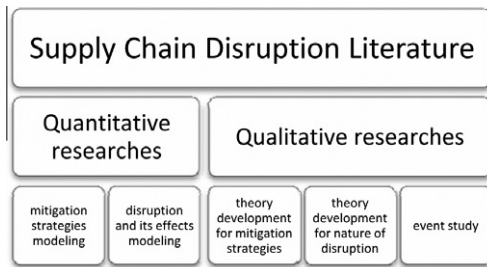 Supply Chain Disruption Literature
Quantitative
researches
Qualitative researches
mitigation
strategies
modeling
disruption
and its effects
modeling
theory
development
for mitigation
strategies
theory
development
for nature of
disruption
event study